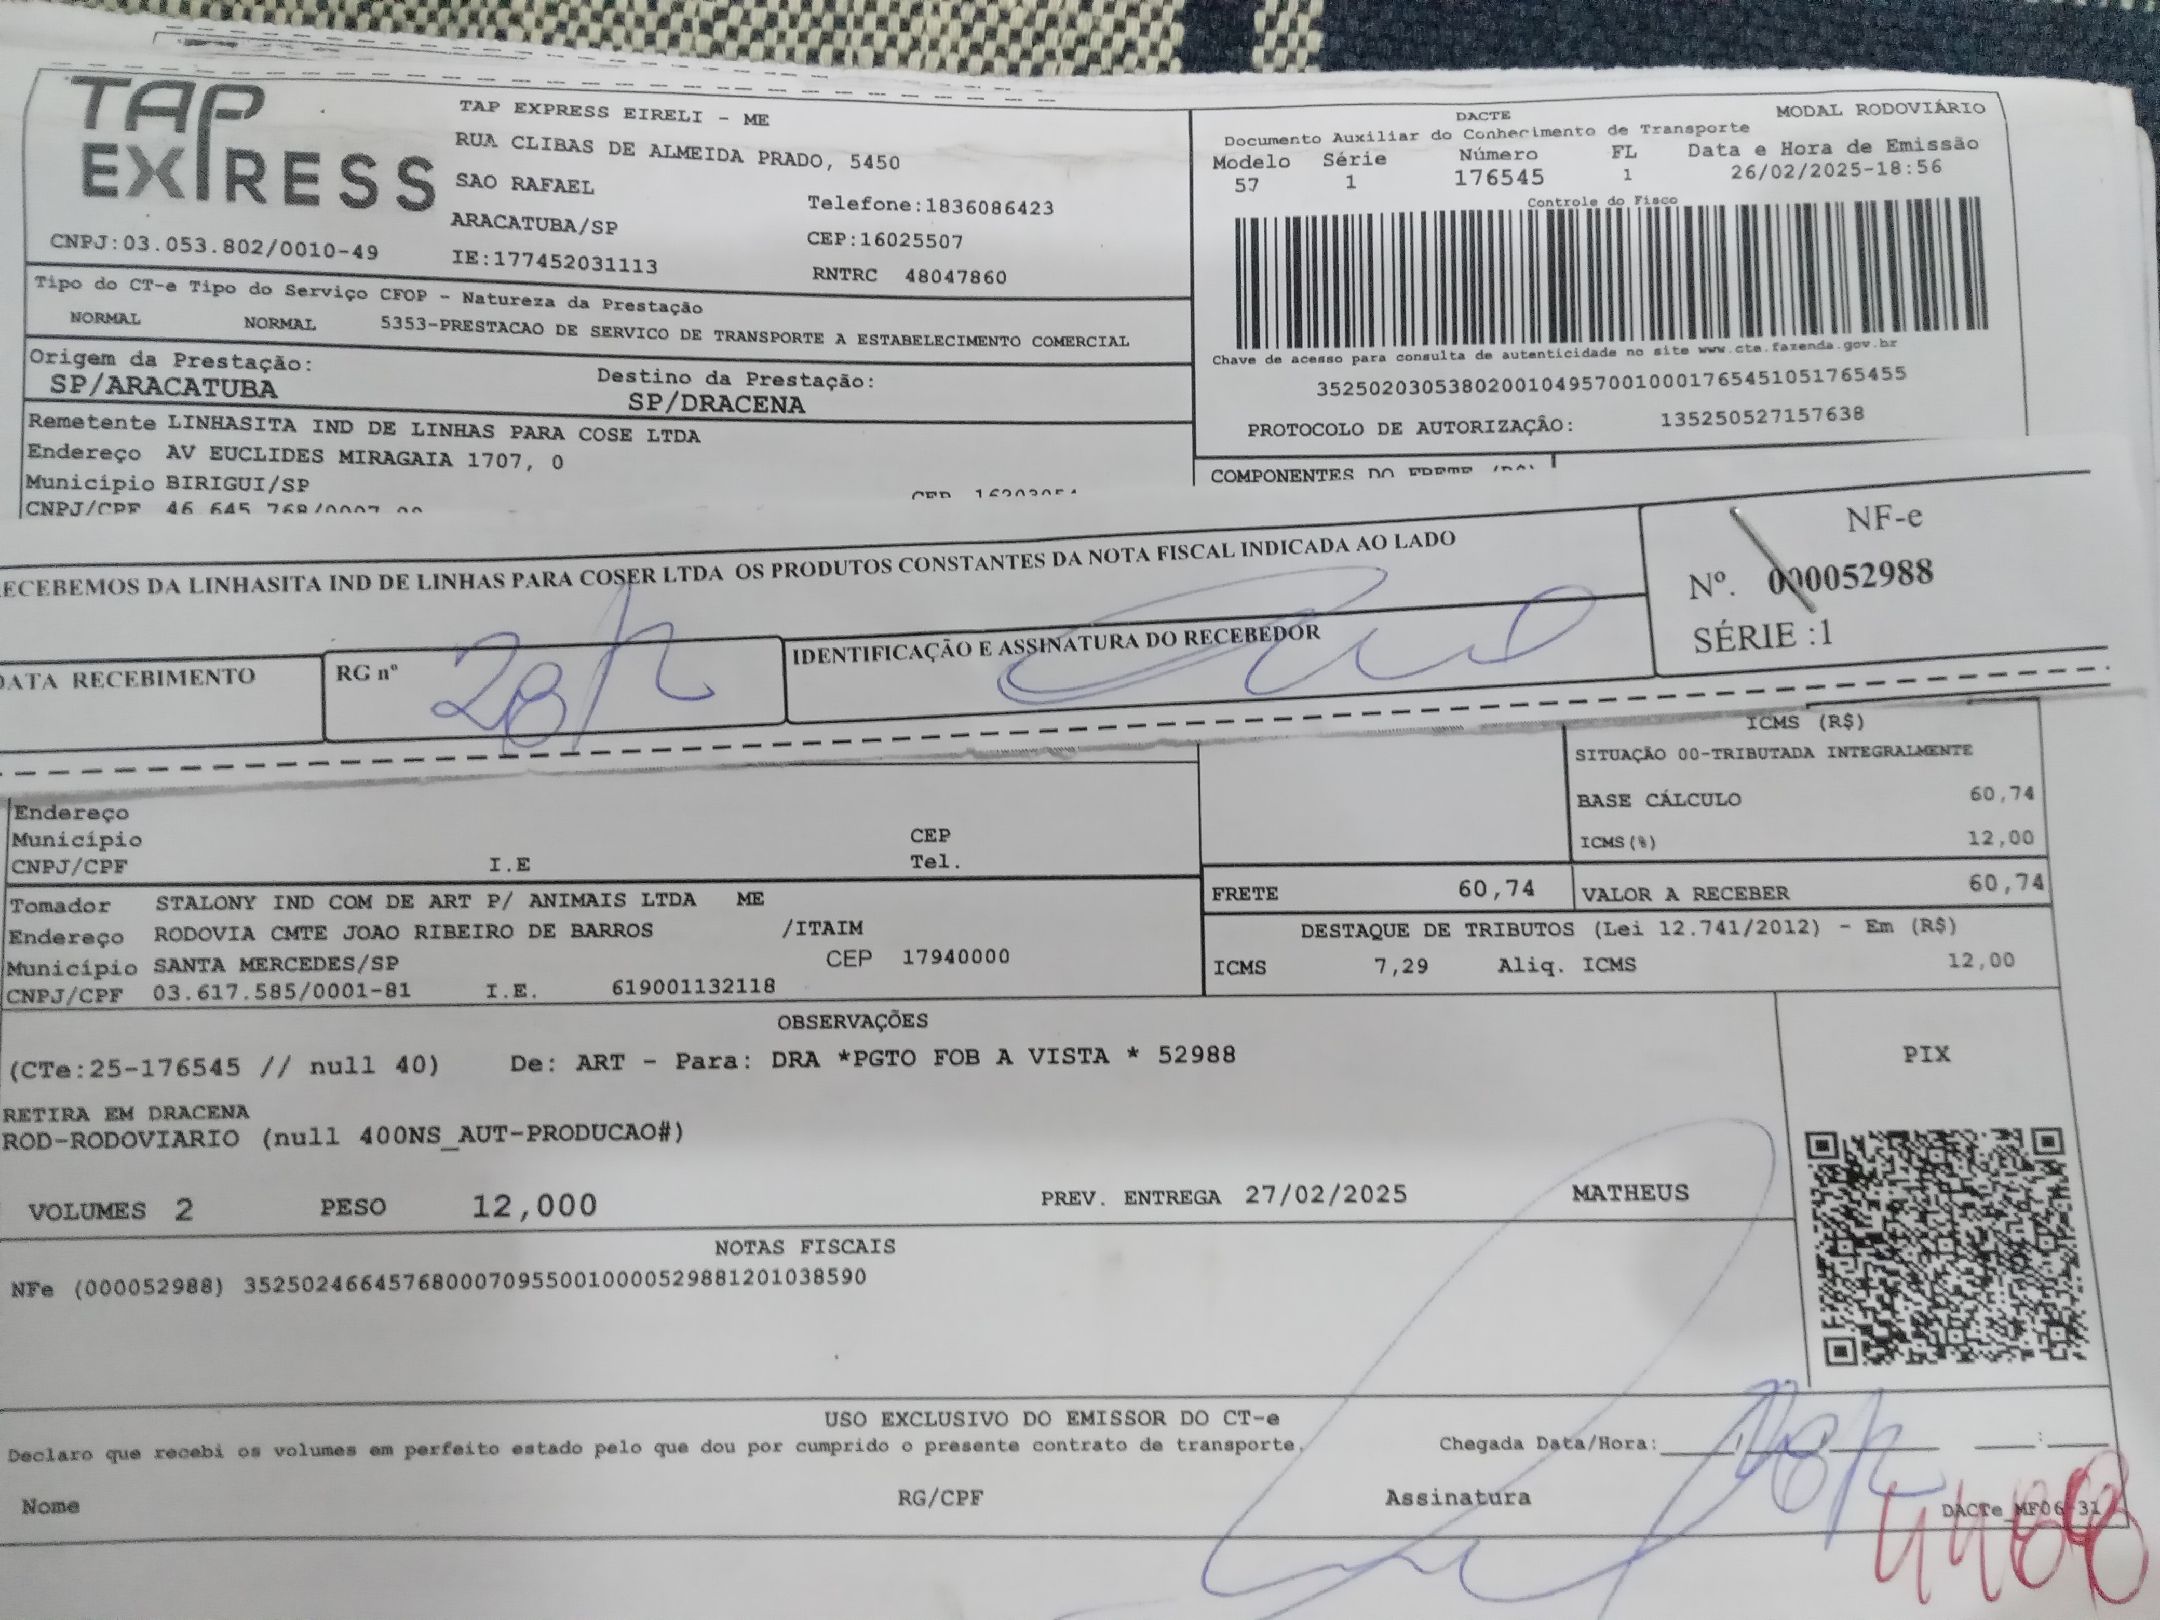 TAP EXPRESS
TAP EXPRESS EIRELI - ME
RUA CLIBAS DE ALMEIDA PRADO, 5450
SAO RAFAEL
ARACATUBA/SP
Telefone:1836086423
CEP:16025507
CNPJ:03.053.802/0010-49
IE:177452031113
RNTRC 48047860
DACTE
MODAL RODOVIÁRIO
Documento Auxiliar do Conhecimento de Transporte
Modelo Série Número FL Data e Hora de Emissão
57 1 176545 1 26/02/2025-18:56
Controle do Fisco
Chave de acesso para consulta de autenticidade no site www.cte.fazenda.gov.br
35250203053802001049570010001765451051765455
PROTOCOLO DE AUTORIZAÇÃO: 135250527157638
Tipo do CT-e Tipo do Serviço CFOP - Natureza da Prestação
NORMAL NORMAL 5353-PRESTACAO DE SERVICO DE TRANSPORTE A ESTABELECIMENTO COMERCIAL
Origem da Prestação:
SP/ARACATUBA
Destino da Prestação:
SP/DRACENA
Remetente LINHASITA IND DE LINHAS PARA COSE LTDA
Endereço AV EUCLIDES MIRAGAIA 1707, 0
Município BIRIGUI/SP
CNPJ/CPF
COMPONENTES DO
ECEBEMOS DA LINHASITA IND DE LINHAS PARA COSER LTDA OS PRODUTOS CONSTANTES DA NOTA FISCAL INDICADA AO LADO
NF-e
Nº. 000052988
SÉRIE :1
DATA RECEBIMENTO
RG nº
28/2
IDENTIFICAÇÃO E ASSINATURA DO RECEBEDOR
ICMS (R$)
SITUAÇÃO 00-TRIBUTADA INTEGRALMENTE
BASE CÁLCULO 60,74
ICMS(%) 12,00
Endereço
Município CEP
CNPJ/CPF I.E Tel.
FRETE 60,74 VALOR A RECEBER 60,74
Tomador STALONY IND COM DE ART P/ ANIMAIS LTDA ME
Endereço RODOVIA CMTE JOAO RIBEIRO DE BARROS /ITAIM
Município SANTA MERCEDES/SP CEP 17940000
CNPJ/CPF 03.617.585/0001-81 I.E. 619001132118
DESTAQUE DE TRIBUTOS (Lei 12.741/2012) - Em (R$)
ICMS 7,29 Aliq. ICMS 12,00
OBSERVAÇÕES
(CTe:25-176545 // null 40) De: ART - Para: DRA *PGTO FOB A VISTA * 52988
RETIRA EM DRACENA
ROD-RODOVIARIO (null 400NS_AUT-PRODUCAO#)
PIX
VOLUMES 2 PESO 12,000 PREV. ENTREGA 27/02/2025 MATHEUS
NOTAS FISCAIS
NFe (000052988) 35250246645768000709550010000529881201038590
USO EXCLUSIVO DO EMISSOR DO CT-e
Declaro que recebi os volumes em perfeito estado pelo que dou por cumprido o presente contrato de transporte.
Chegada Data/Hora:
Nome RG/CPF Assinatura
DACTe_MF06-31